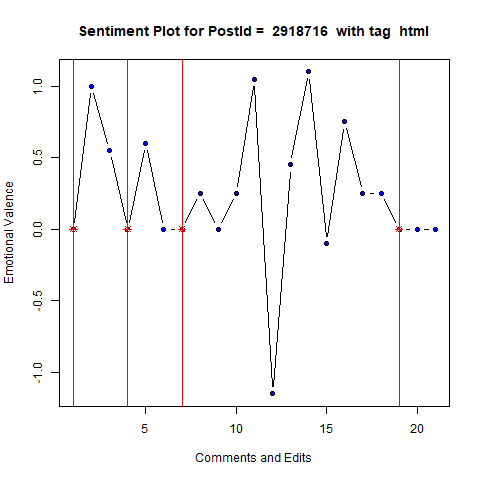 Sentiment Plot for PostId =  2918716  with tag  html
Emotional Valence
1.0
0.5
0.0
-0.5
-1.0
5 10 15 20
Comments and Edits